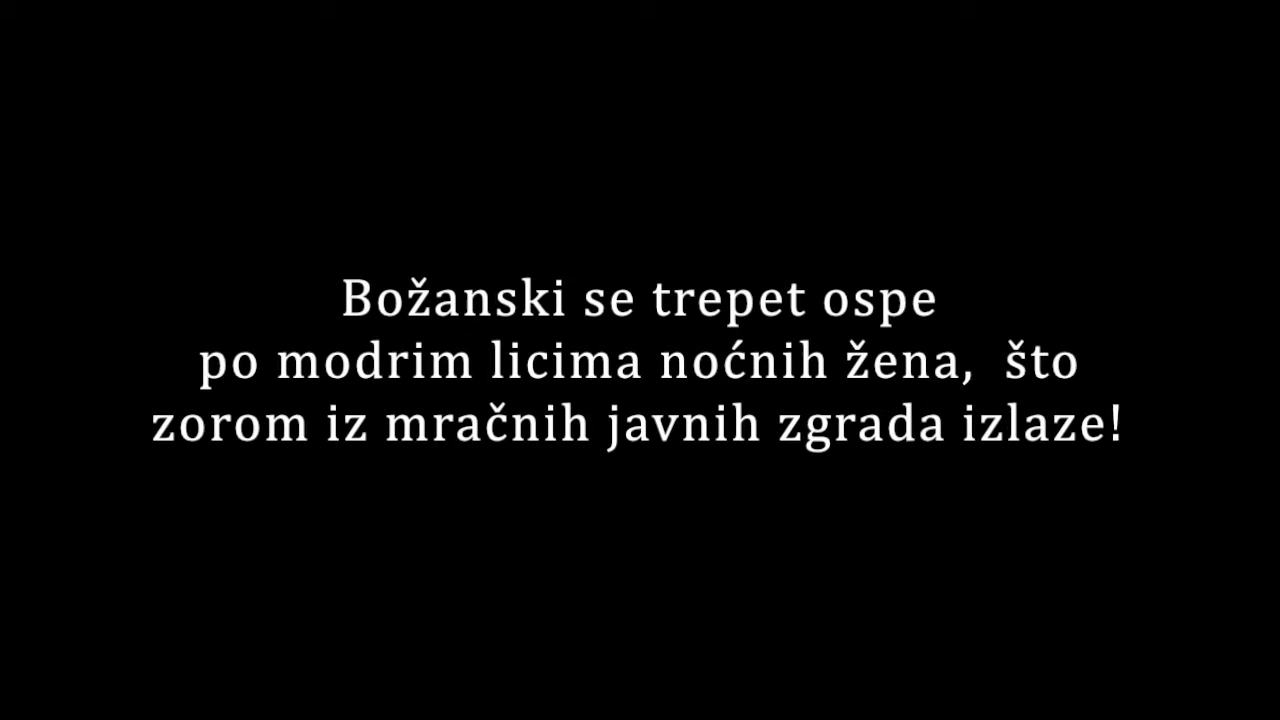 Božanski se trepet ospe
po modrim licima noćnih žena,  što
zorom iz mračnih javnih zgrada izlaze!